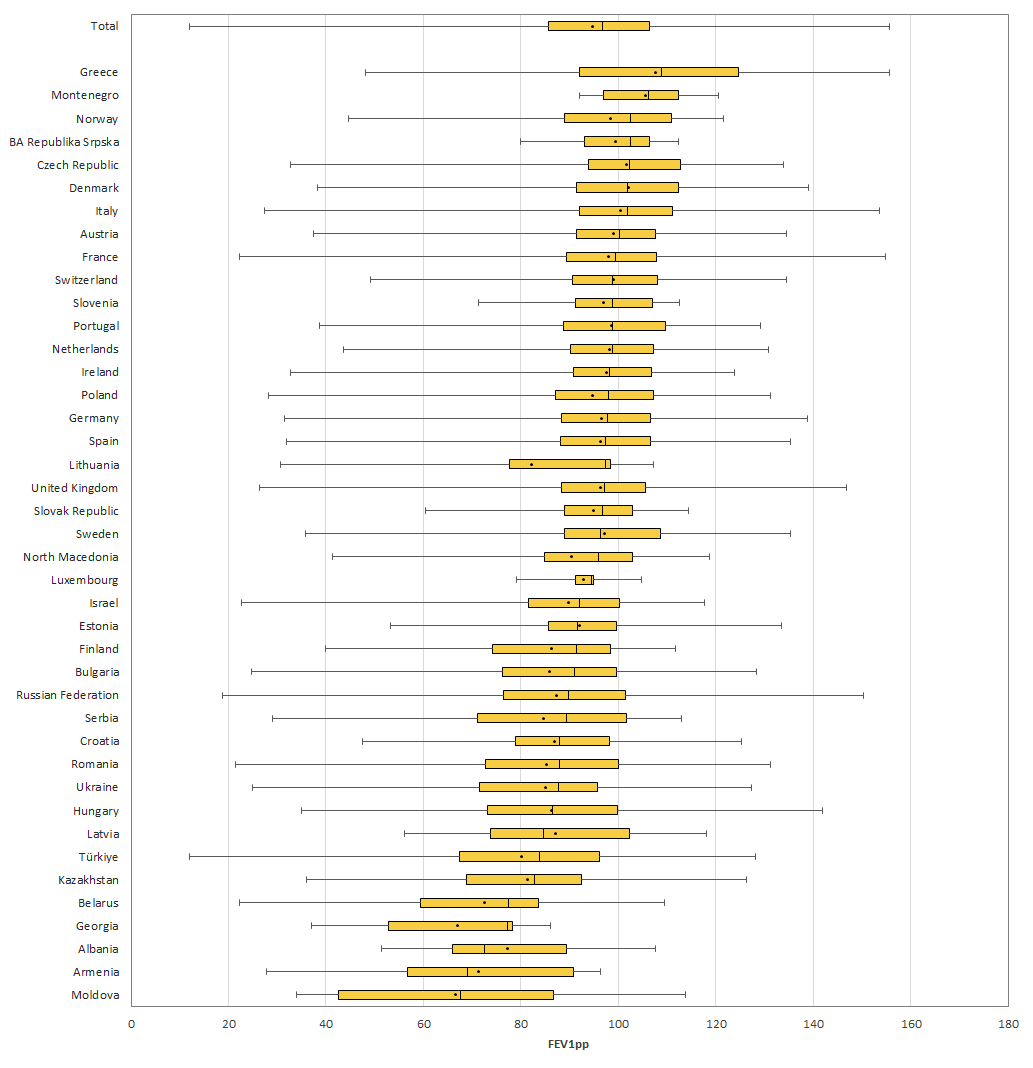 Total
Greece
Montenegro
Norway
BA Republika Srpska
Czech Republic
Denmark
Italy
Austria
France
Switzerland
Slovenia
Portugal
Netherlands
Ireland
Poland
Germany
Spain
Lithuania
United Kingdom
Slovak Republic
Sweden
North Macedonia
Luxembourg
Israel
Estonia
Finland
Bulgaria
Russian Federation
Serbia
Croatia
Romania
Ukraine
Hungary
Latvia
Türkiye
Kazakhstan
Belarus
Georgia
Albania
Armenia
Moldova
0 20 40 60 80 100 120 140 160 180
FEV1pp